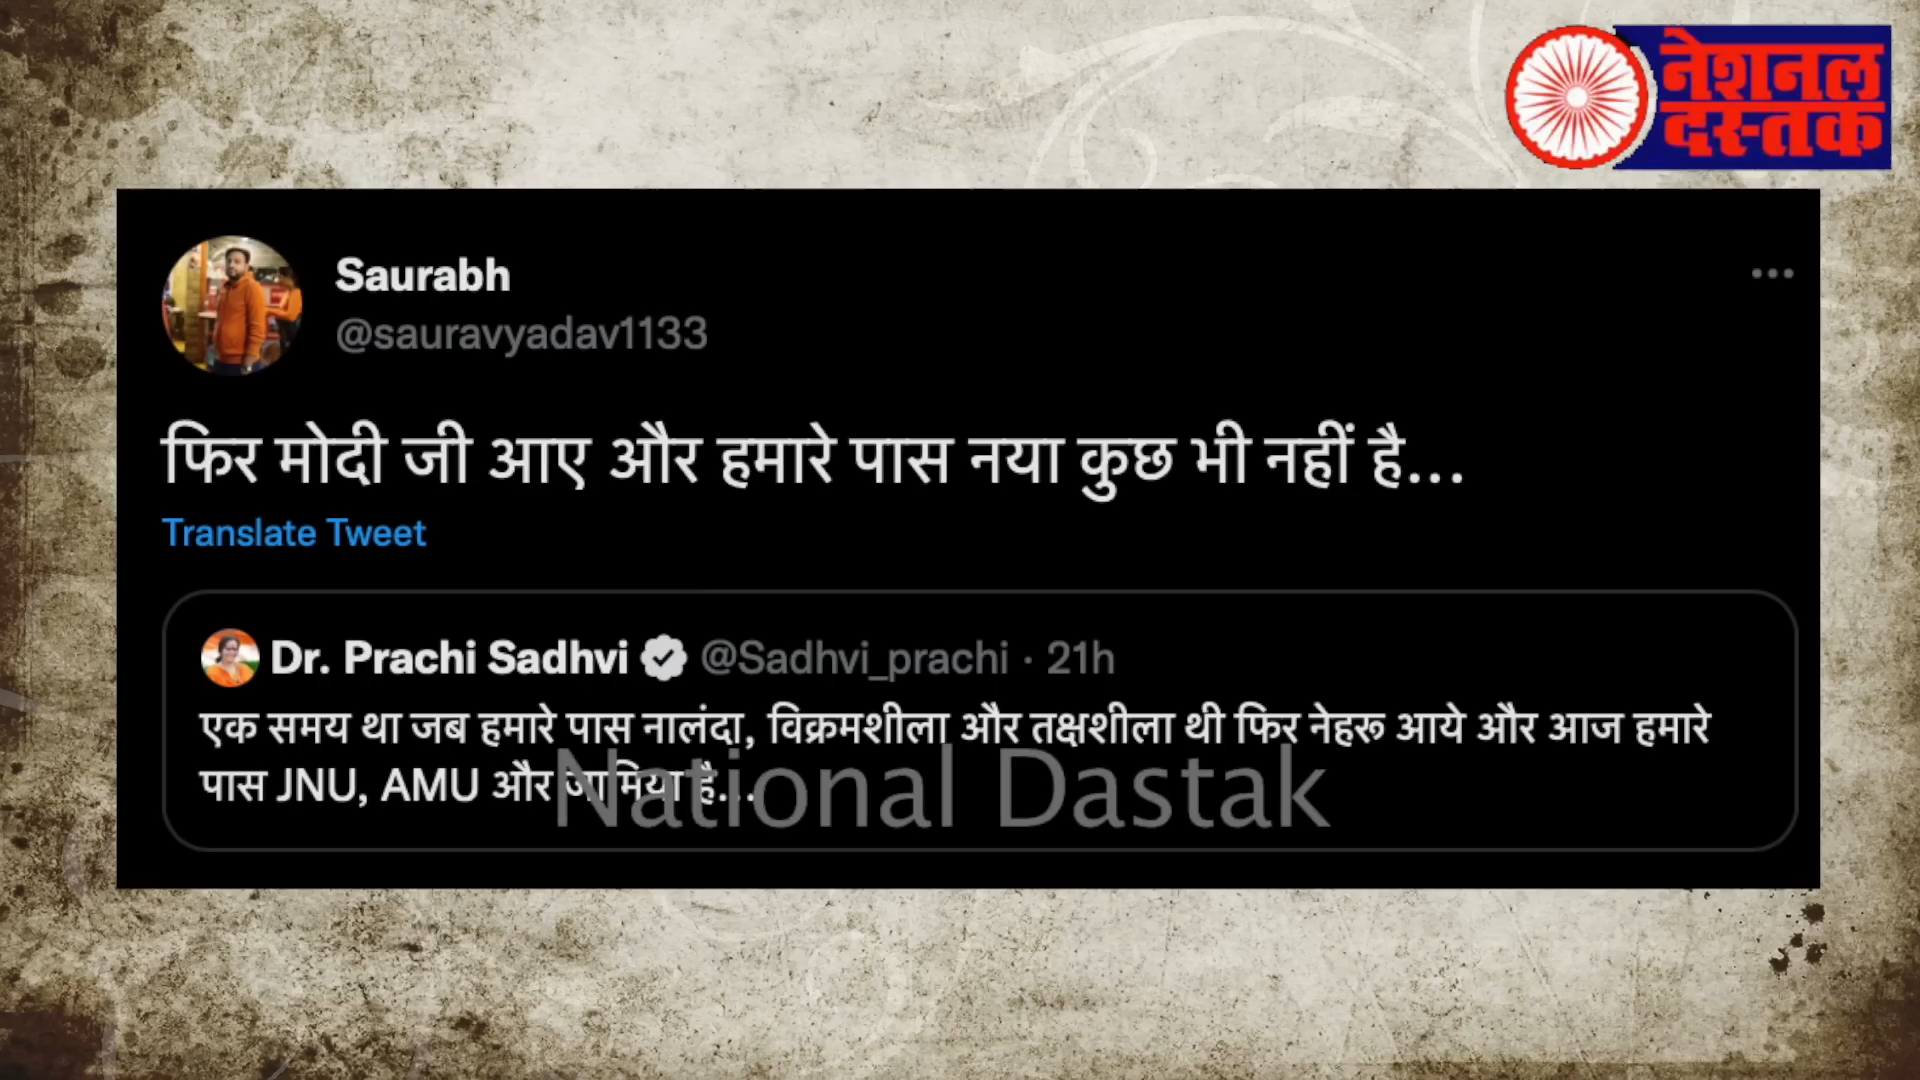 नेशनल
दस्तक
Saurabh
@sauravyadav1133
फिर मोदी जी आए और हमारे पास नया कुछ भी नहीं है...
Translate Tweet
Dr. Prachi Sadhvi @Sadhvi_prachi · 21h
एक समय था जब हमारे पास नालंदा, विक्रमशीला और तक्षशीला थी फिर नेहरू आये और आज हमारे
पास JNU, AMU और जामिया है...
National Dastak